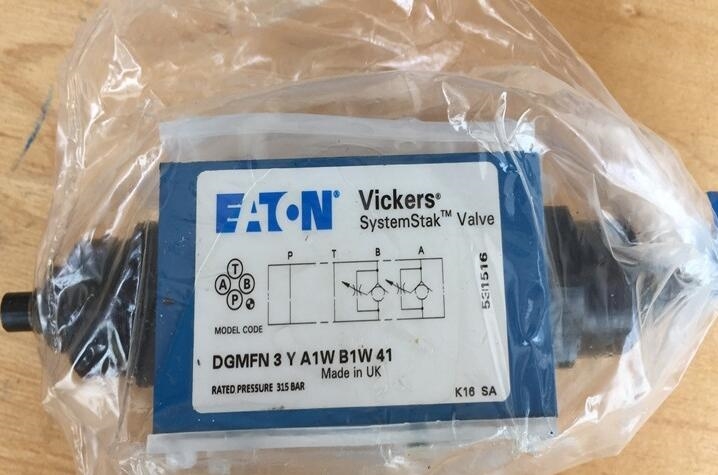 EATON® Vickers®
SystemStak™ Valve
P T B A
T
A B
P
531516
MODEL CODE
DGMFN 3 Y A1W B1W 41
Made in UK
RATED PRESSURE 315 BAR
K16 SA